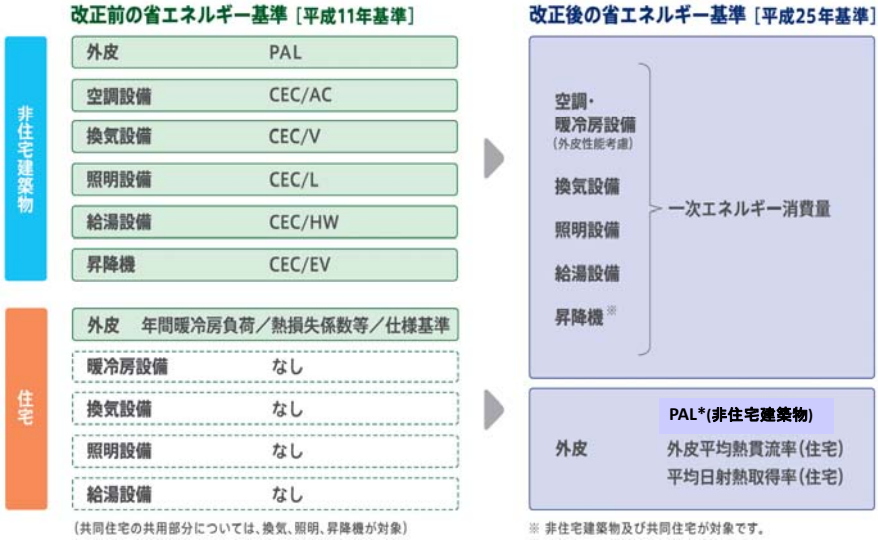 改正前の省エネルギー基準 [平成11年基準]
非住宅建築物
外皮 PAL
空調設備 CEC/AC
換気設備 CEC/V
照明設備 CEC/L
給湯設備 CEC/HW
昇降機 CEC/EV
住宅
外皮 年間暖冷房負荷／熱損失係数等／仕様基準
暖冷房設備 なし
換気設備 なし
照明設備 なし
給湯設備 なし
(共同住宅の共用部分については、換気、照明、昇降機が対象)
改正後の省エネルギー基準 [平成25年基準]
空調・
暖冷房設備
(外皮性能考慮)
換気設備
照明設備
給湯設備
昇降機※
一次エネルギー消費量
外皮
PAL*(非住宅建築物)
外皮平均熱貫流率(住宅)
平均日射熱取得率(住宅)
※ 非住宅建築物及び共同住宅が対象です。